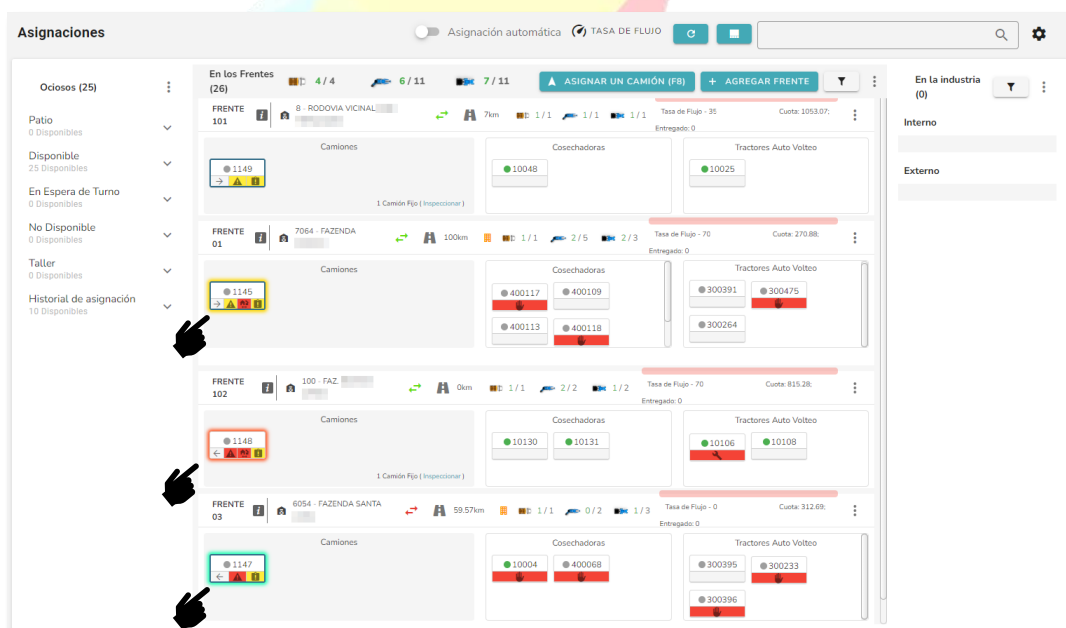 Asignaciones
Asignación automática
TASA DE FLUJO
Ociosos (25)
Patio
0 Disponibles
Disponible
25 Disponibles
En Espera de Turno
0 Disponibles
No Disponible
0 Disponibles
Taller
0 Disponibles
Historial de asignación
10 Disponibles
En los Frentes
(26)
4 / 4
6 / 11
7 / 11
ASIGNAR UN CAMIÓN (F8)
+ AGREGAR FRENTE
FRENTE
101
8 - RODOVIA VICINAL
7km
1 / 1
1 / 1
1 / 1
Tasa de Flujo - 35
Cuota: 1053.07;
Entregado: 0
Camiones
1149
1 Camión Fijo ( Inspeccionar )
Cosechadoras
10048
Tractores Auto Volteo
10025
FRENTE
01
7064 - FAZENDA
100km
1 / 1
2 / 5
2 / 3
Tasa de Flujo - 70
Cuota: 270.88;
Entregado: 0
Camiones
1145
Cosechadoras
400117
400109
400113
400118
Tractores Auto Volteo
300391
300475
300264
FRENTE
102
100 - FAZ.
0km
1 / 1
2 / 2
1 / 2
Tasa de Flujo - 70
Cuota: 815.28;
Entregado: 0
Camiones
1148
1 Camión Fijo ( Inspeccionar )
Cosechadoras
10130
10131
Tractores Auto Volteo
10106
10108
FRENTE
03
6054 - FAZENDA SANTA
59.57km
1 / 1
0 / 2
1 / 3
Tasa de Flujo - 0
Cuota: 312.69;
Entregado: 0
Camiones
1147
Cosechadoras
10004
400068
Tractores Auto Volteo
300395
300233
300396
En la industria
(0)
Interno
Externo